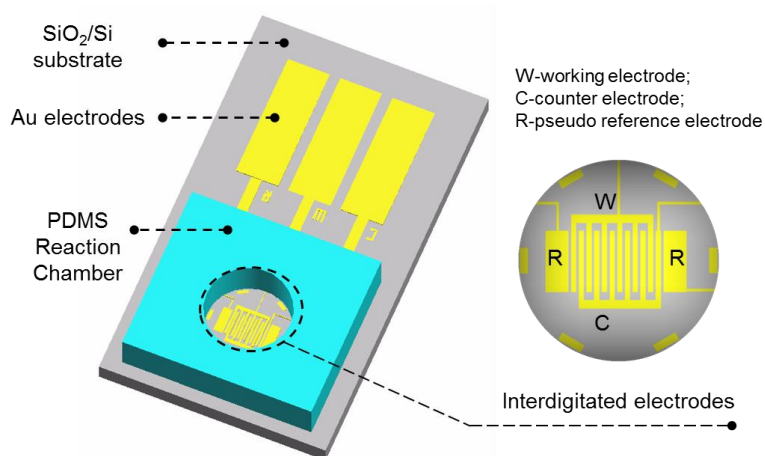 SiO₂/Si
substrate
Au electrodes
PDMS
Reaction
Chamber
R
W
C
W-working electrode;
C-counter electrode;
R-pseudo reference electrode
W
R
R
C
Interdigitated electrodes